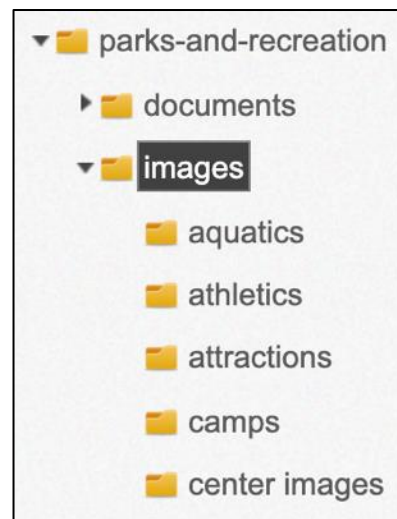 parks-and-recreation
documents
images
aquatics
athletics
attractions
camps
center images